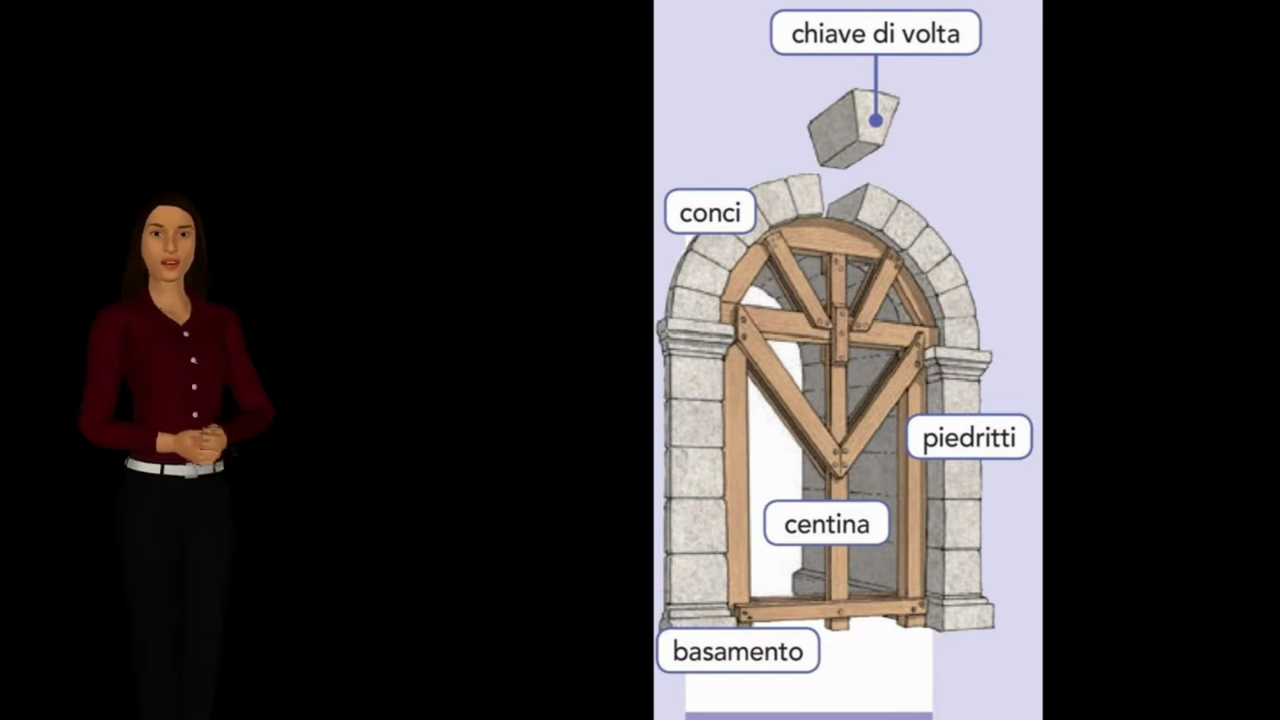 chiave di volta
conci
piedritti
centina
basamento